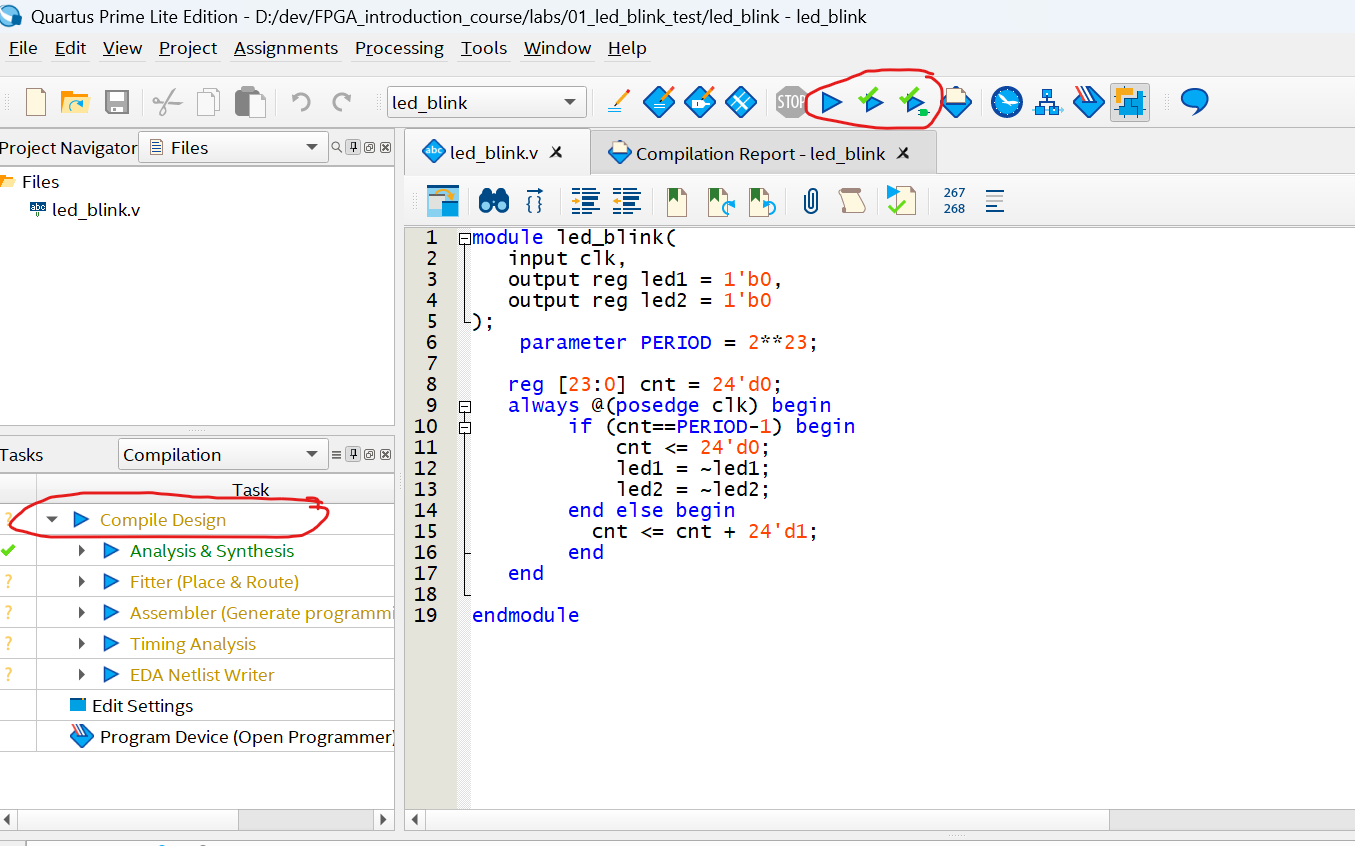 Quartus Prime Lite Edition - D:/dev/FPGA_introduction_course/labs/01_led_blink_test/led_blink - led_blink
File Edit View Project Assignments Processing Tools Window Help
led_blink
STOP
Project Navigator Files
Files
abc led_blink.v
abc led_blink.v
Compilation Report - led_blink
267
268
1 module led_blink(
2 input clk,
3 output reg led1 = 1'b0,
4 output reg led2 = 1'b0
5 );
6 parameter PERIOD = 2**23;
7
8 reg [23:0] cnt = 24'd0;
9 always @(posedge clk) begin
10 if (cnt==PERIOD-1) begin
11 cnt <= 24'd0;
12 led1 = ~led1;
13 led2 = ~led2;
14 end else begin
15 cnt <= cnt + 24'd1;
16 end
17 end
18
19 endmodule
Tasks Compilation
Task
? Compile Design
Analysis & Synthesis
? Fitter (Place & Route)
? Assembler (Generate programmi
? Timing Analysis
? EDA Netlist Writer
Edit Settings
Program Device (Open Programmer)